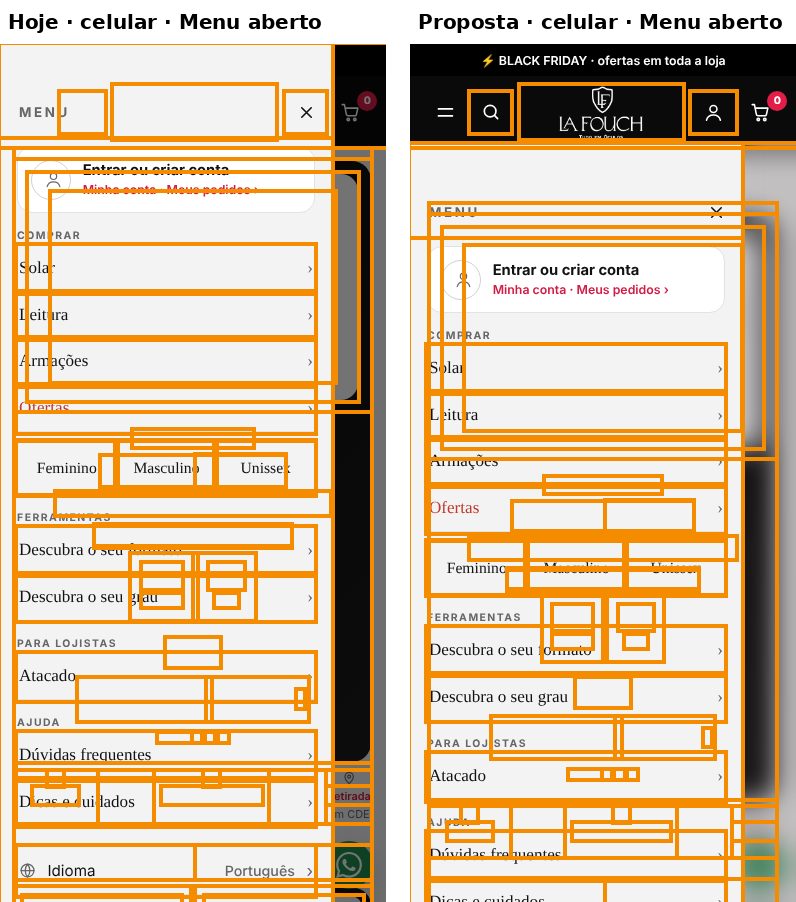 Hoje · celular · Menu aberto
MENU
0
Entrar ou criar conta
Minha conta · Meus pedidos ›
COMPRAR
Solar ›
Leitura ›
Armações ›
Ofertas ›
Feminino Masculino Unissex
FERRAMENTAS
Descubra o seu formato ›
Descubra o seu grau ›
PARA LOJISTAS
Atacado
AJUDA
Dúvidas frequentes ›
Dicas e cuidados ›
etirada
m CDE
Idioma Português ›
Proposta · celular · Menu aberto
⚡ BLACK FRIDAY · ofertas em toda a loja
LA FOUCH
0
MENU
Entrar ou criar conta
Minha conta · Meus pedidos ›
COMPRAR
Solar ›
Leitura ›
Armações ›
Ofertas ›
Feminino Masculino Unissex
FERRAMENTAS
Descubra o seu formato ›
Descubra o seu grau ›
PARA LOJISTAS
Atacado ›
AJUDA
Dúvidas frequentes ›
Dicas e cuidados ›